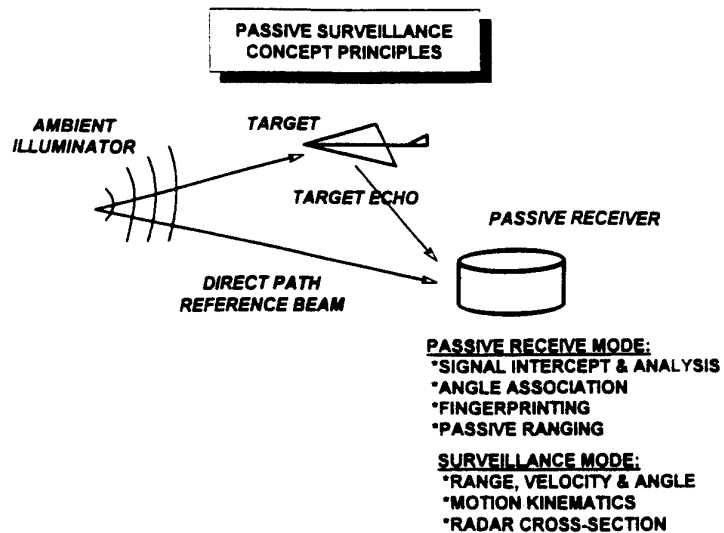 PASSIVE SURVEILLANCE
CONCEPT PRINCIPLES
AMBIENT
ILLUMINATOR
TARGET
TARGET ECHO
PASSIVE RECEIVER
DIRECT PATH
REFERENCE BEAM
PASSIVE RECEIVE MODE:
*SIGNAL INTERCEPT & ANALYSIS
*ANGLE ASSOCIATION
*FINGERPRINTING
*PASSIVE RANGING
SURVEILLANCE MODE:
*RANGE, VELOCITY & ANGLE
*MOTION KINEMATICS
*RADAR CROSS-SECTION